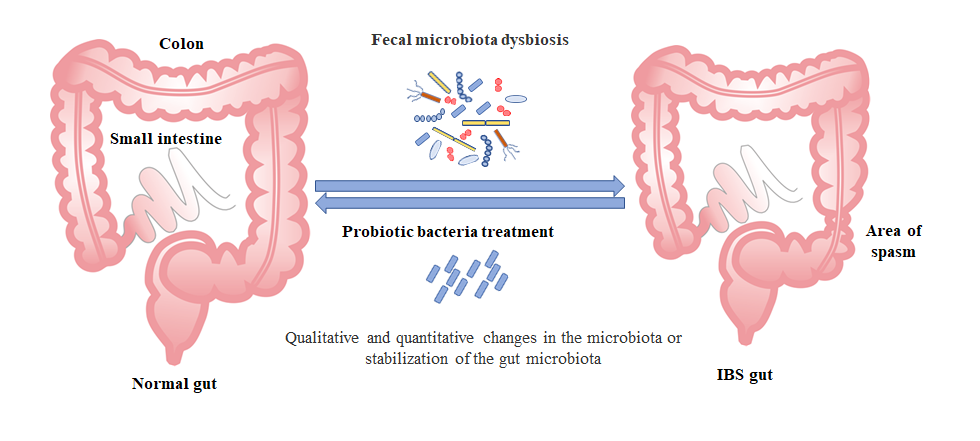 Colon
Small intestine
Normal gut
Fecal microbiota dysbiosis
Probiotic bacteria treatment
Qualitative and quantitative changes in the microbiota or
stabilization of the gut microbiota
Area of
spasm
IBS gut